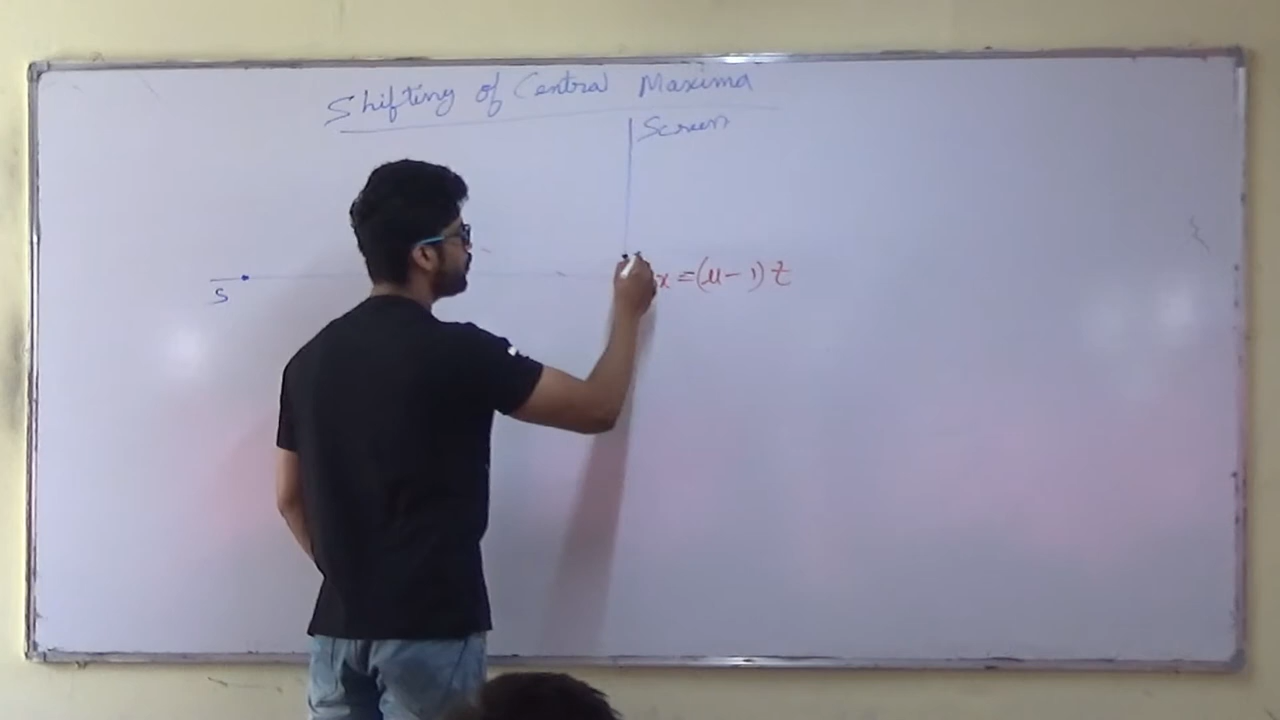 Shifting of Central Maxima
Screen
S
x = (μ - 1) t